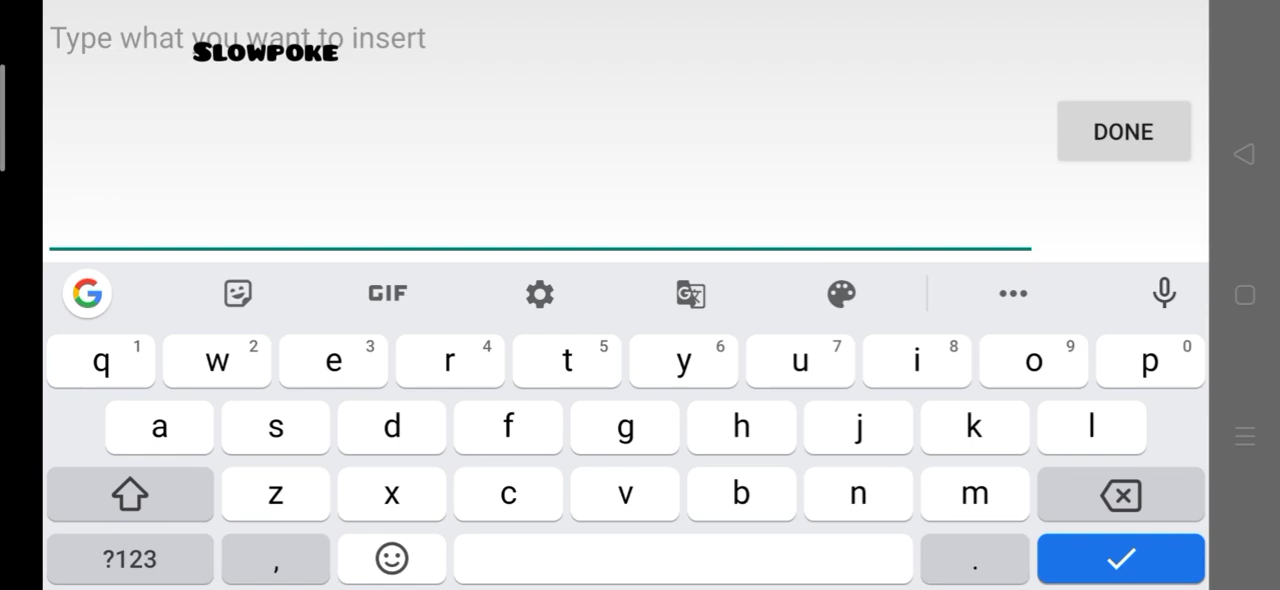 Type what you want to insert
Slowpoke
DONE
G GIF G
q 1 w 2 e 3 r 4 t 5 y 6 u 7 i 8 o 9 p 0
a s d f g h j k l
z x c v b n m
?123 , .